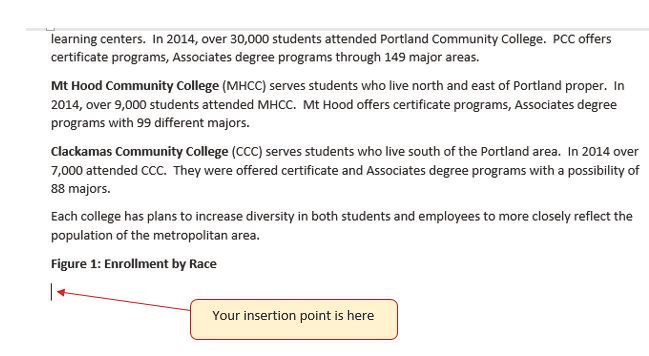 learning centers.  In 2014, over 30,000 students attended Portland Community College.  PCC offers
certificate programs, Associates degree programs through 149 major areas.
Mt Hood Community College (MHCC) serves students who live north and east of Portland proper.  In
2014, over 9,000 students attended MHCC.  Mt Hood offers certificate programs, Associates degree
programs with 99 different majors.
Clackamas Community College (CCC) serves students who live south of the Portland area.  In 2014 over
7,000 attended CCC.  They were offered certificate and Associates degree programs with a possibility of
88 majors.
Each college has plans to increase diversity in both students and employees to more closely reflect the
population of the metropolitan area.
Figure 1: Enrollment by Race
Your insertion point is here